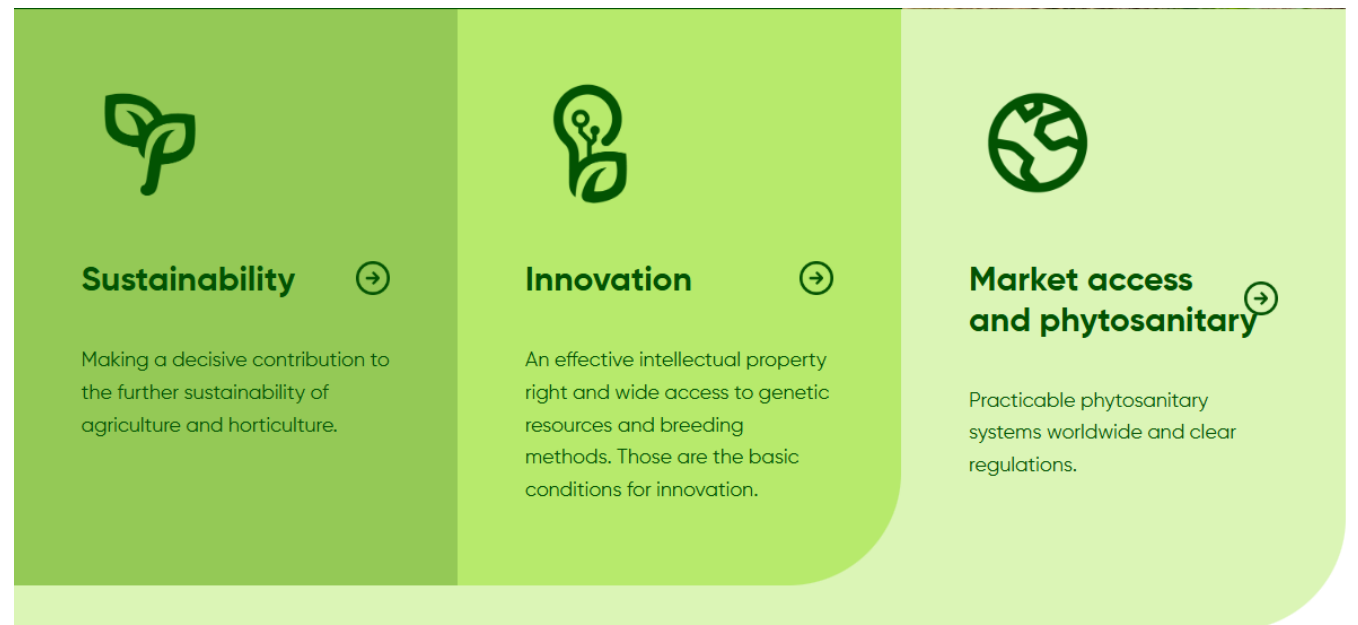 Sustainability
Making a decisive contribution to
the further sustainability of
agriculture and horticulture.
Innovation
An effective intellectual property
right and wide access to genetic
resources and breeding
methods. Those are the basic
conditions for innovation.
Market access
and phytosanitary
Practicable phytosanitary
systems worldwide and clear
regulations.